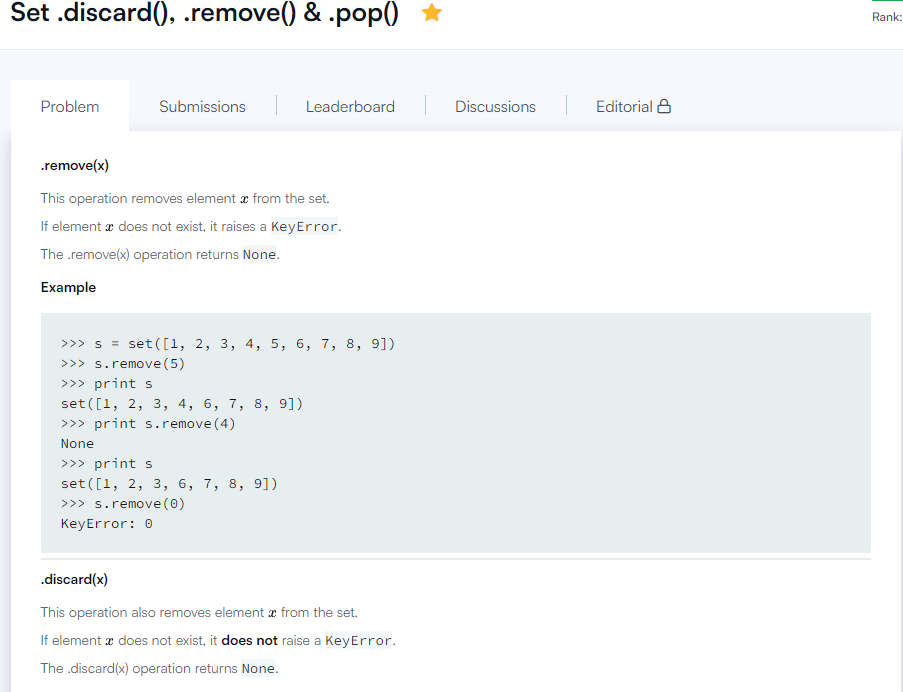 Set .discard(), .remove() & .pop()
Rank:
Problem
Submissions
Leaderboard
Discussions
Editorial
.remove(x)
This operation removes element x from the set.
If element x does not exist, it raises a KeyError.
The .remove(x) operation returns None.
Example
>>> s = set([1, 2, 3, 4, 5, 6, 7, 8, 9])
>>> s.remove(5)
>>> print s
set([1, 2, 3, 4, 6, 7, 8, 9])
>>> print s.remove(4)
None
>>> print s
set([1, 2, 3, 6, 7, 8, 9])
>>> s.remove(0)
KeyError: 0
.discard(x)
This operation also removes element x from the set.
If element x does not exist, it does not raise a KeyError.
The .discard(x) operation returns None.